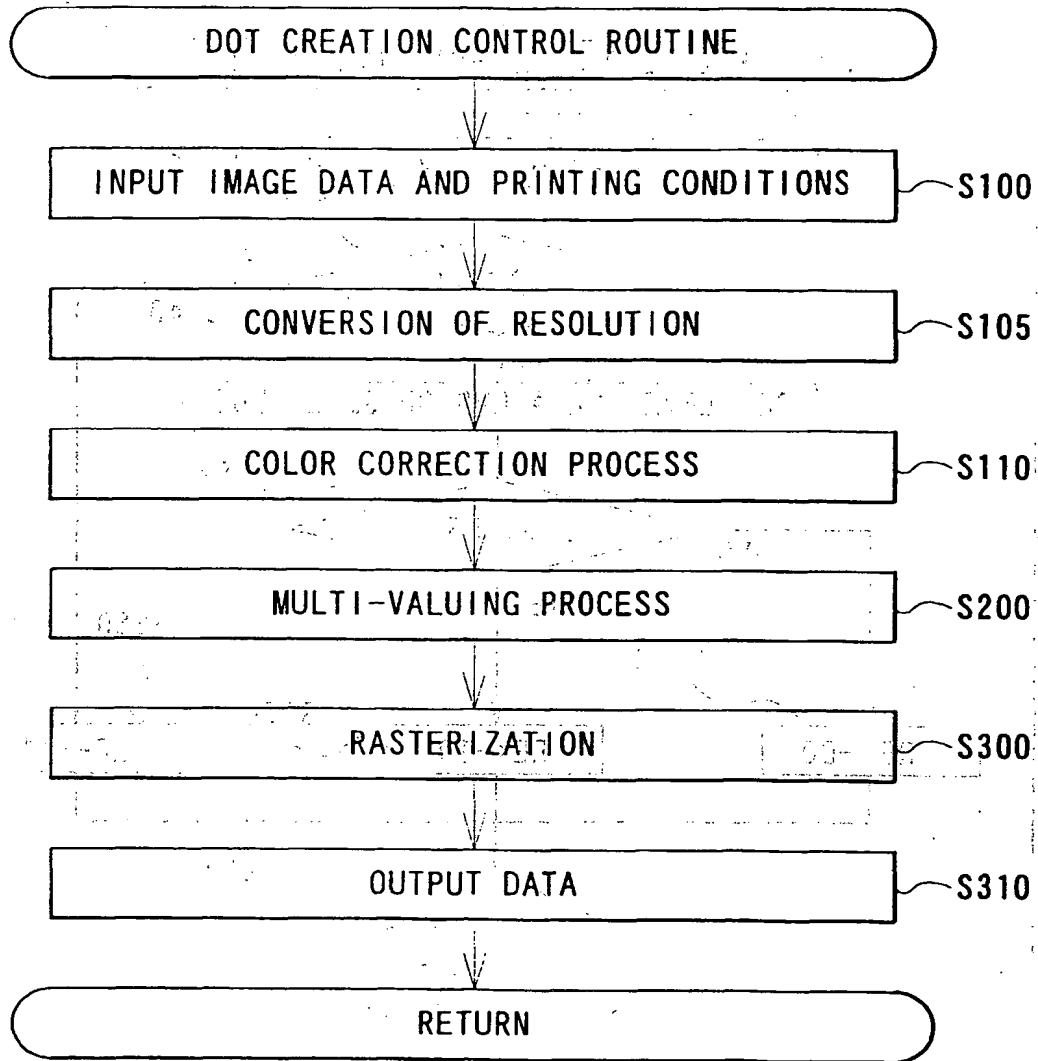 DOT CREATION CONTROL ROUTINE
INPUT IMAGE DATA AND PRINTING CONDITIONS
S100
CONVERSION OF RESOLUTION
S105
COLOR CORRECTION PROCESS
S110
MULTI-VALUING PROCESS
S200
RASTERIZATION
S300
OUTPUT DATA
S310
RETURN